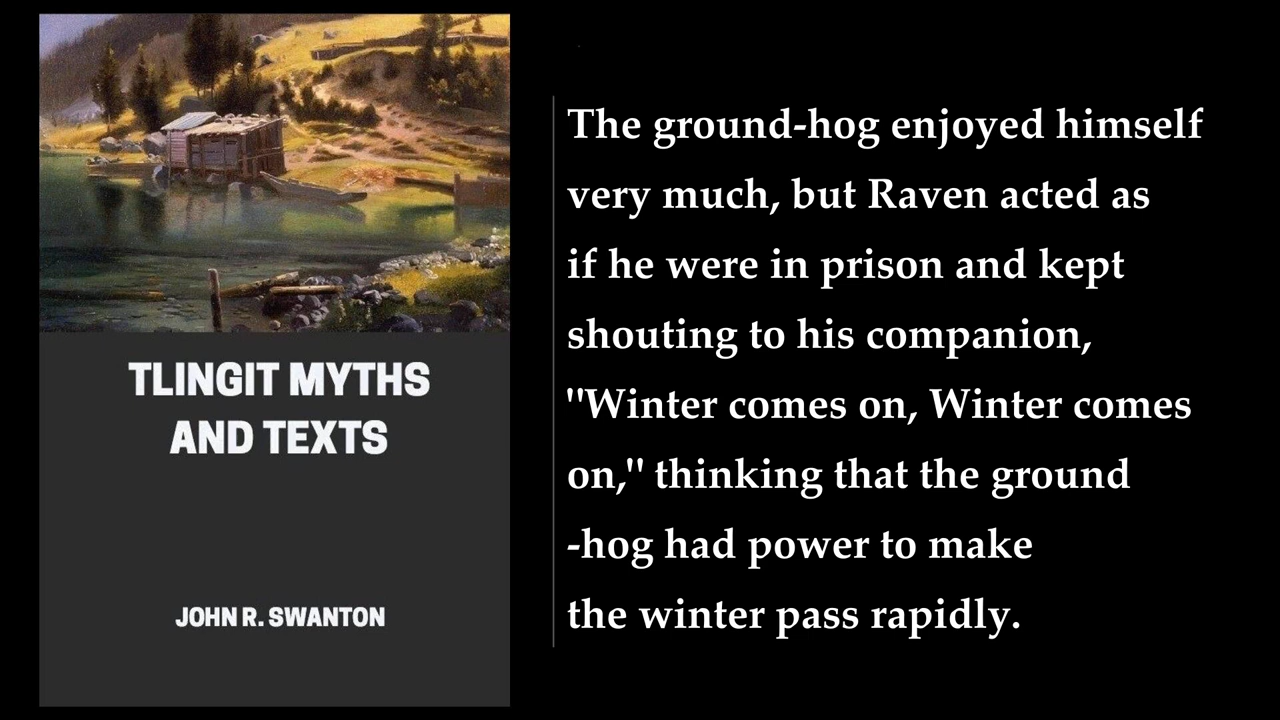 TLINGIT MYTHS
AND TEXTS
JOHN R. SWANTON
The ground-hog enjoyed himself
very much, but Raven acted as
if he were in prison and kept
shouting to his companion,
"Winter comes on, Winter comes
on," thinking that the ground
-hog had power to make
the winter pass rapidly.